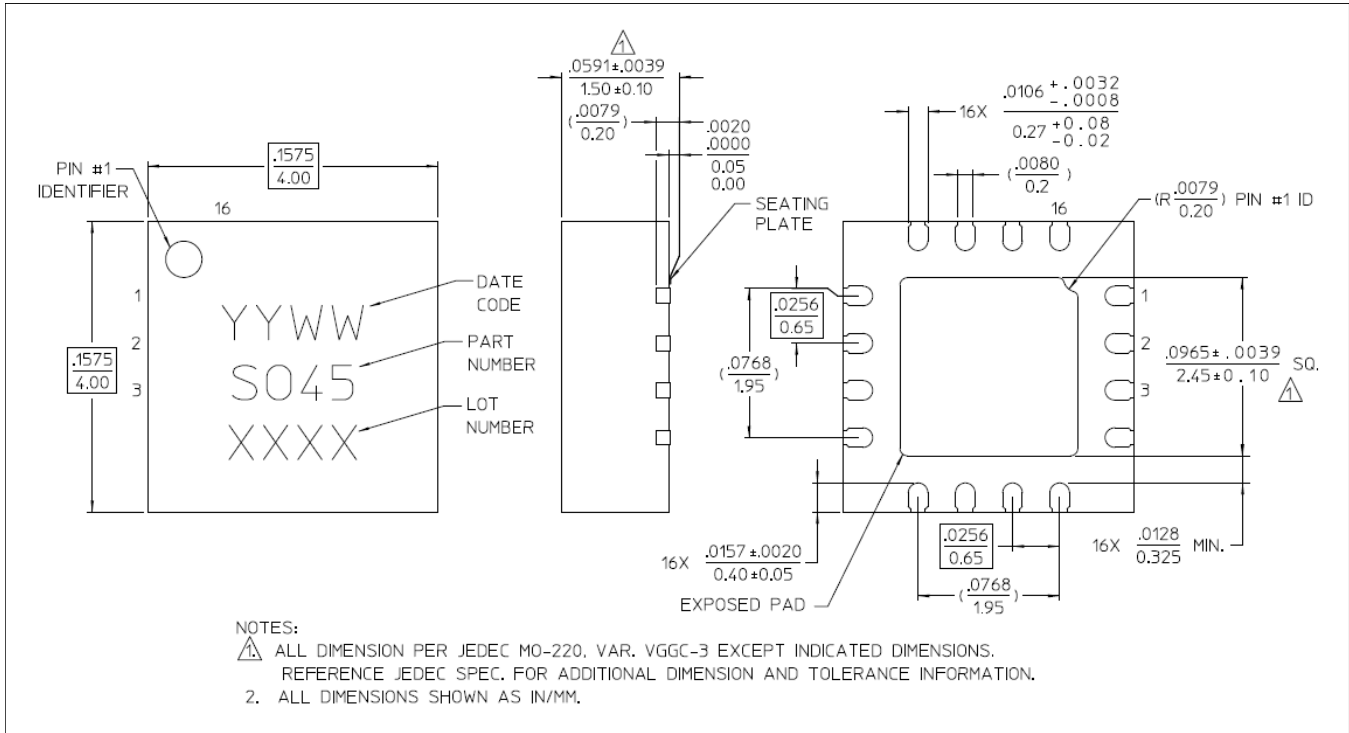 PIN #1
IDENTIFIER
.1575
4.00
16
.1575
4.00
1
2
3
YYWW
SO45
XXXX
DATE
CODE
PART
NUMBER
LOT
NUMBER
1
.0591±.0039
1.50±0.10
(.0079
0.20)
.0020
.0000
0.05
0.00
SEATING
PLATE
16X .0106 +.0032
-.0008
0.27 +0.08
-0.02
(.0080
0.2)
16
(R .0079
0.20) PIN #1 ID
.0256
0.65
(.0768
1.95)
1
2
3
.0965±.0039
2.45±0.10 SQ.
1
16X .0157±.0020
0.40±0.05
EXPOSED PAD
.0256
0.65
(.0768
1.95)
16X .0128
0.325 MIN.
NOTES:
1. ALL DIMENSION PER JEDEC MO-220, VAR. VGGC-3 EXCEPT INDICATED DIMENSIONS.
REFERENCE JEDEC SPEC. FOR ADDITIONAL DIMENSION AND TOLERANCE INFORMATION.
2. ALL DIMENSIONS SHOWN AS IN/MM.